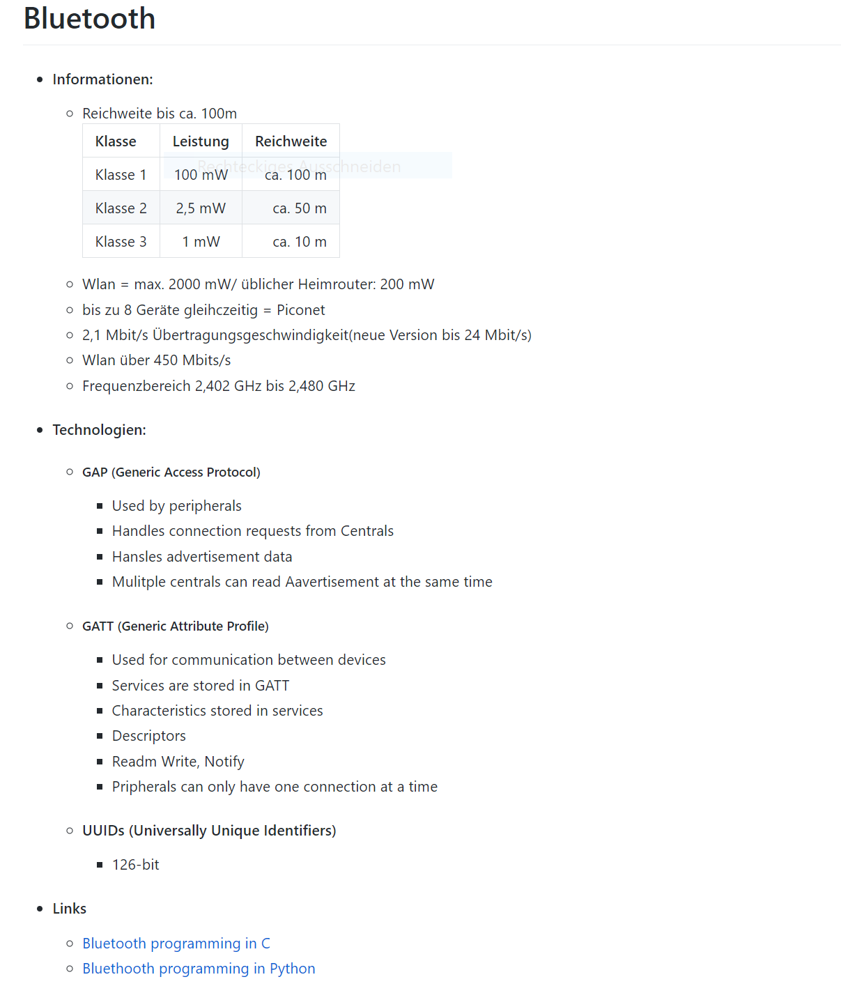 Bluetooth
Informationen:
Reichweite bis ca. 100m
Klasse Leistung Reichweite
Rechteckiges Ausschneiden
Klasse 1 100 mW ca. 100 m
Klasse 2 2,5 mW ca. 50 m
Klasse 3 1 mW ca. 10 m
Wlan = max. 2000 mW/ üblicher Heimrouter: 200 mW
bis zu 8 Geräte gleihczeitig = Piconet
2,1 Mbit/s Übertragungsgeschwindigkeit(neue Version bis 24 Mbit/s)
Wlan über 450 Mbits/s
Frequenzbereich 2,402 GHz bis 2,480 GHz
Technologien:
GAP (Generic Access Protocol)
Used by peripherals
Handles connection requests from Centrals
Hansles advertisement data
Mulitple centrals can read Aavertisement at the same time
GATT (Generic Attribute Profile)
Used for communication between devices
Services are stored in GATT
Characteristics stored in services
Descriptors
Readm Write, Notify
Pripherals can only have one connection at a time
UUIDs (Universally Unique Identifiers)
126-bit
Links
Bluetooth programming in C
Bluethooth programming in Python